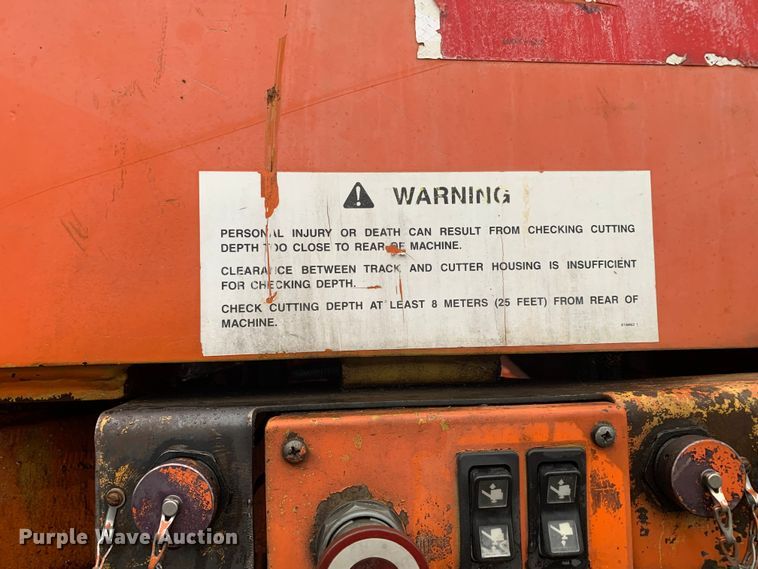 WARNING
PERSONAL INJURY OR DEATH CAN RESULT FROM CHECKING CUTTING
DEPTH TOO CLOSE TO REAR OF MACHINE.
CLEARANCE BETWEEN TRACK AND CUTTER HOUSING IS INSUFFICIENT
FOR CHECKING DEPTH.
CHECK CUTTING DEPTH AT LEAST 8 METERS (25 FEET) FROM REAR OF
MACHINE.
Purple Wave Auction